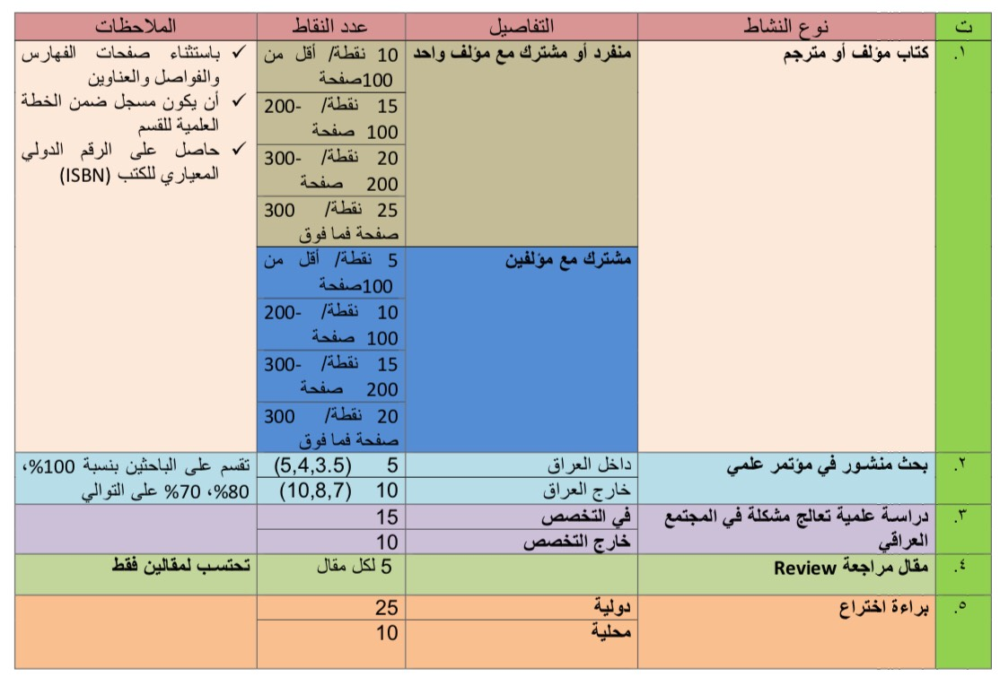 ت
نوع النشاط
التفاصيل
عدد النقاط
الملاحظات
١.
كتاب مؤلف أو مترجم
منفرد أو مشترك مع مؤلف واحد
10 نقطة/ أقل من
100صفحة
15 نقطة/ -200
100 صفحة
20 نقطة/ -300
200 صفحة
25 نقطة/ 300
صفحة فما فوق
✓ باستثناء صفحات الفهارس
والفواصل والعناوين
✓ أن يكون مسجل ضمن الخطة
العلمية للقسم
✓ حاصل على الرقم الدولي
المعياري للكتب (ISBN)
مشترك مع مؤلفين
5 نقطة/ أقل من
100صفحة
10 نقطة/ -200
100 صفحة
15 نقطة/ -300
200 صفحة
20 نقطة/ 300
صفحة فما فوق
٢.
بحث منشور في مؤتمر علمي
داخل العراق
5 (5,4,3.5)
خارج العراق
10 (10,8,7)
تقسم على الباحثين بنسبة 100%،
80%، 70% على التوالي
٣.
دراسة علمية تعالج مشكلة في المجتمع
العراقي
في التخصص
15
خارج التخصص
10
٤.
مقال مراجعة Review
5 لكل مقال
تحتسب لمقالين فقط
٥.
براءة اختراع
دولية
25
محلية
10